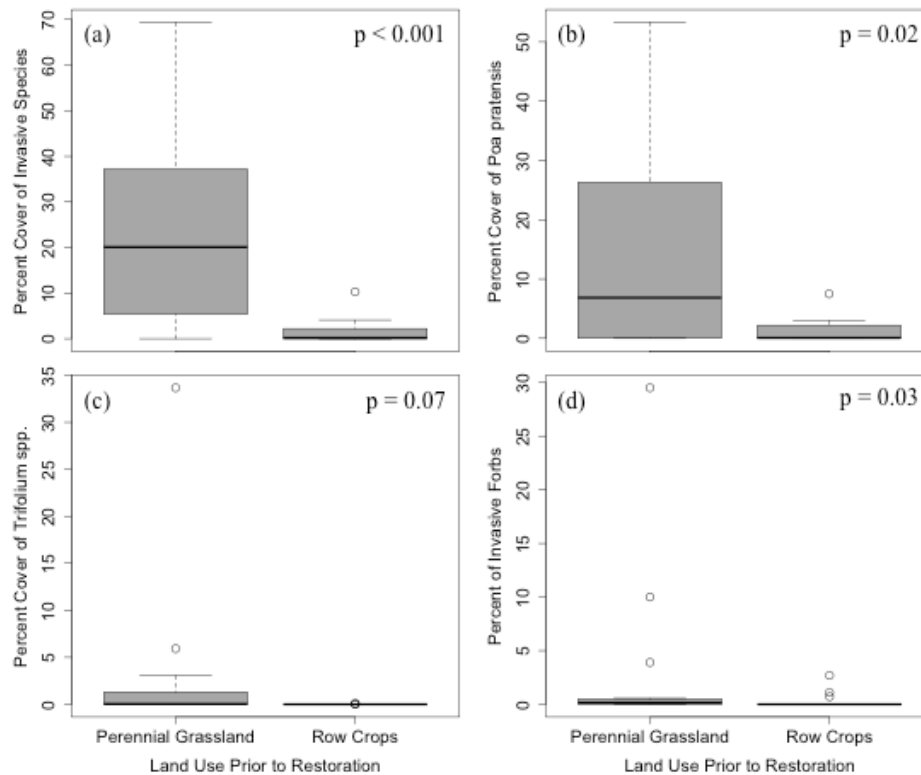 (a)
p < 0.001
Percent Cover of Invasive Species
70
60
50
40
30
20
10
0
(b)
p = 0.02
Percent Cover of Poa pratensis
50
40
30
20
10
0
(c)
p = 0.07
Percent Cover of Trifolium spp.
35
30
25
20
15
10
5
0
Perennial Grassland
Row Crops
Land Use Prior to Restoration
(d)
p = 0.03
Percent of Invasive Forbs
30
25
20
15
10
5
0
Perennial Grassland
Row Crops
Land Use Prior to Restoration